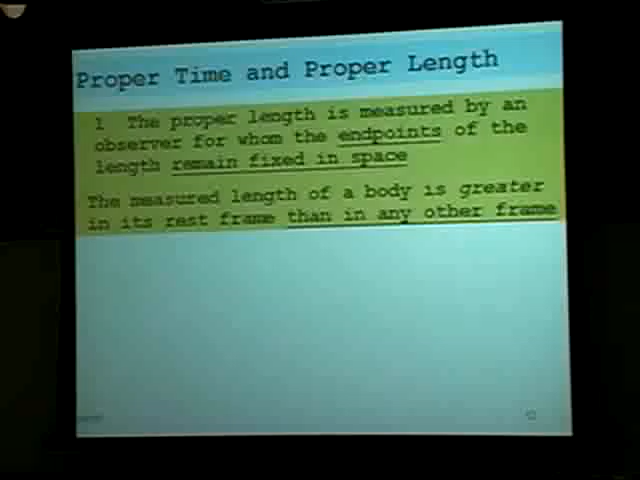 Proper Time and Proper Length
1 The proper length is measured by an
observer for whom the endpoints of the
length remain fixed in space
The measured length of a body is greater
in its rest frame than in any other frame